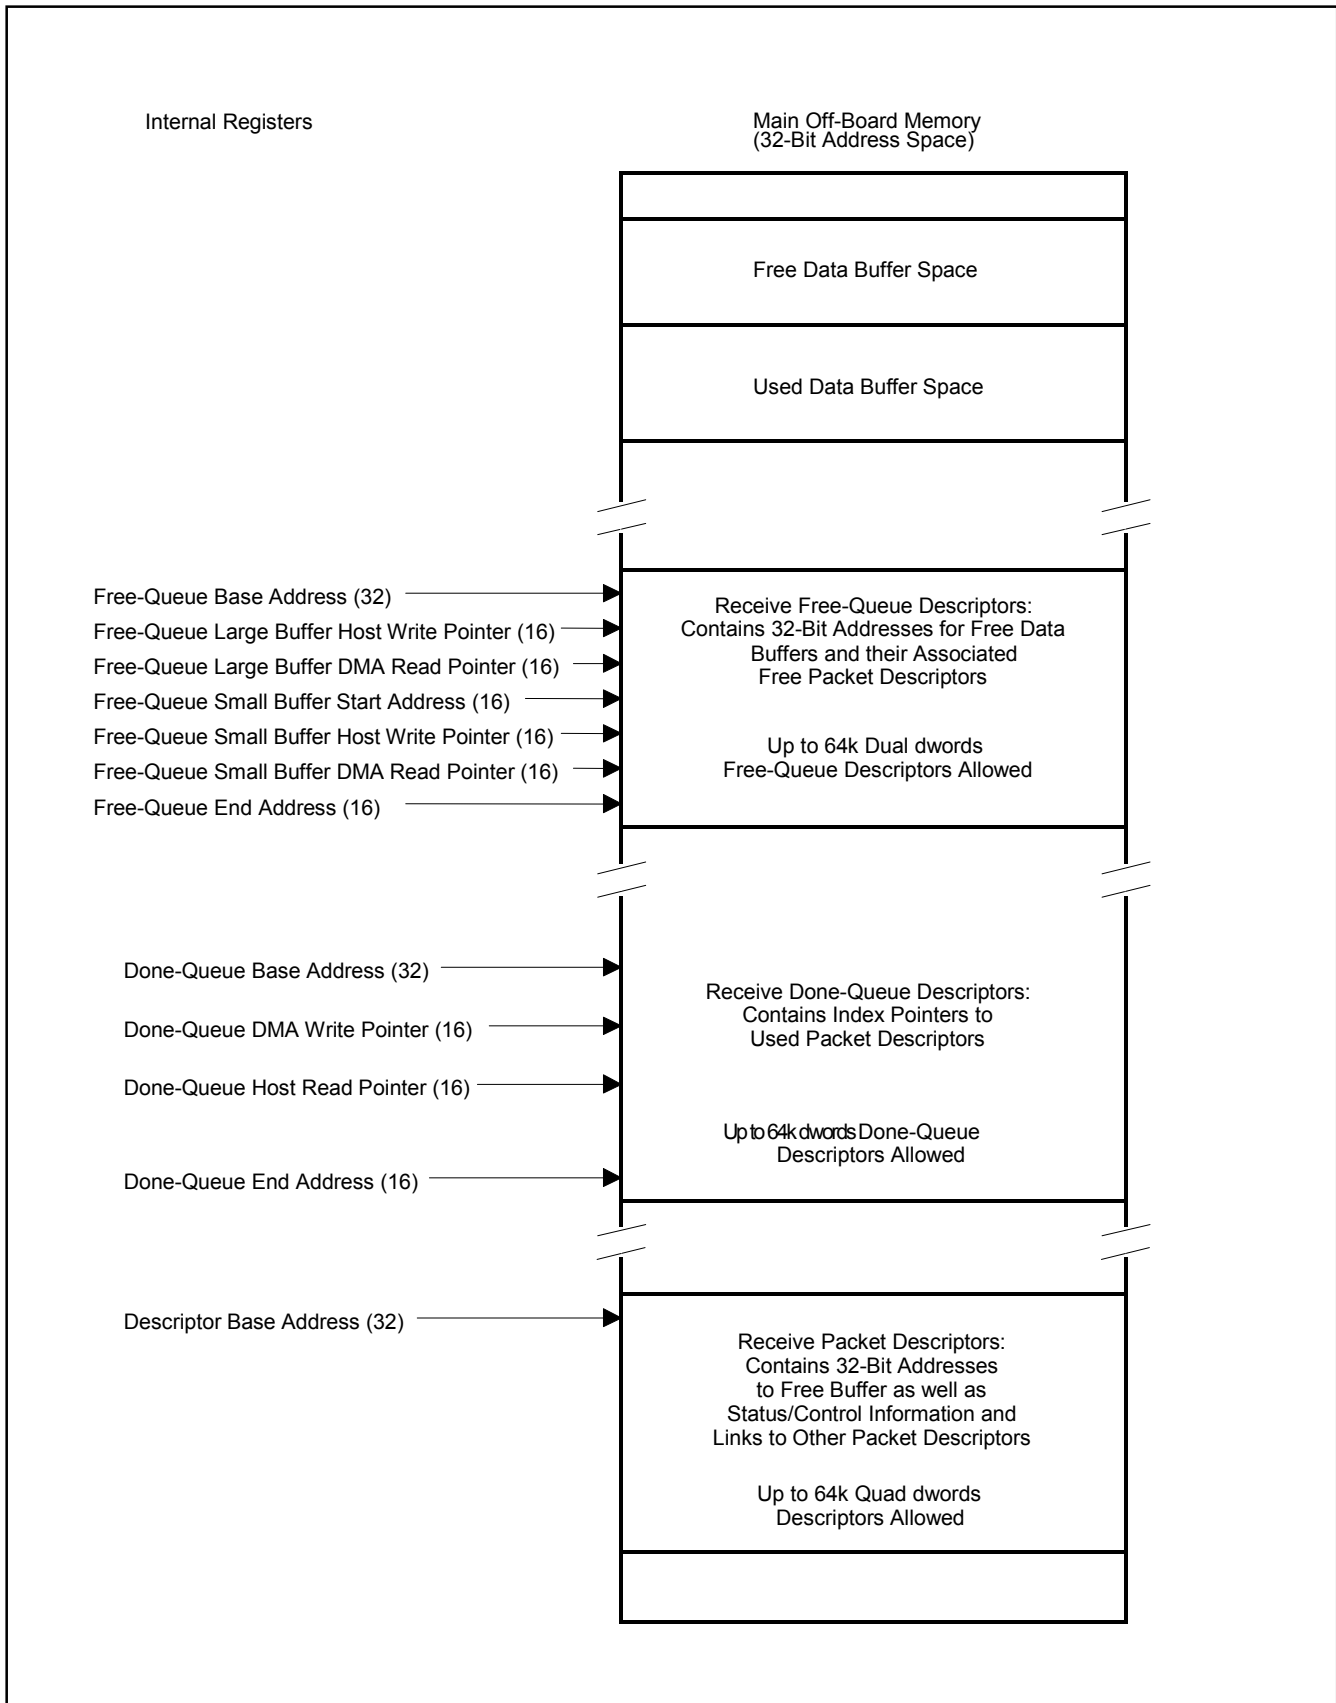 Internal Registers
Main Off-Board Memory
(32-Bit Address Space)
Free Data Buffer Space
Used Data Buffer Space
Free-Queue Base Address (32)
Free-Queue Large Buffer Host Write Pointer (16)
Free-Queue Large Buffer DMA Read Pointer (16)
Free-Queue Small Buffer Start Address (16)
Free-Queue Small Buffer Host Write Pointer (16)
Free-Queue Small Buffer DMA Read Pointer (16)
Free-Queue End Address (16)
Receive Free-Queue Descriptors:
Contains 32-Bit Addresses for Free Data
Buffers and their Associated
Free Packet Descriptors
Up to 64k Dual dwords
Free-Queue Descriptors Allowed
Done-Queue Base Address (32)
Done-Queue DMA Write Pointer (16)
Done-Queue Host Read Pointer (16)
Done-Queue End Address (16)
Receive Done-Queue Descriptors:
Contains Index Pointers to
Used Packet Descriptors
Up to 64k dwords Done-Queue
Descriptors Allowed
Descriptor Base Address (32)
Receive Packet Descriptors:
Contains 32-Bit Addresses
to Free Buffer as well as
Status/Control Information and
Links to Other Packet Descriptors
Up to 64k Quad dwords
Descriptors Allowed